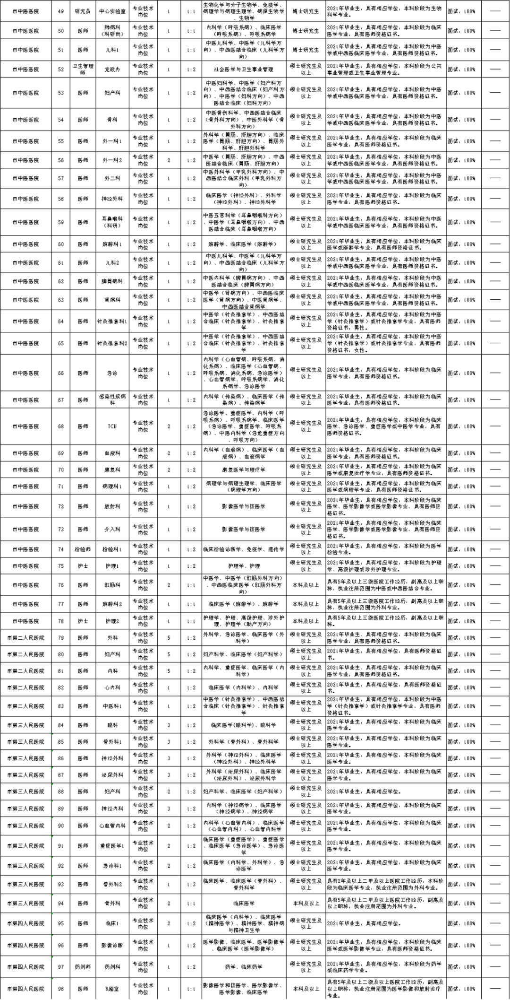 市中医医院 49 研究员 中心实验室 专业技术岗位 1 1:1 生物化学与分子生物学、免疫学、病理学与病理生理学、病原生物学、生物学 博士研究生 2021年毕业生，具有相应学位，本科阶段为生物科学专业。 面试，100% ——
市中医医院 50 医师 肺病科（科研岗） 专业技术岗位 1 1:1 内科学（呼吸系病）、临床医学（呼吸系病）、呼吸系病学 博士研究生 2021年毕业生，具有相应学位，本科阶段为临床医学专业，具有医师资格证书。 面试，100% ——
市中医医院 51 医师 儿科1 专业技术岗位 1 1:1 中医儿科学、中医学（儿科学方向）、中西医结合临床（儿科学方向） 博士研究生 2021年毕业生，具有相应学位，本科阶段为中医学或中西医临床医学专业，具有医师资格证书。 面试，100% ——
市中医医院 52 卫生管理师 党政办 专业技术岗位 1 1:2 社会医学与卫生事业管理 硕士研究生及以上 2021年毕业生，具有相应学位，本科阶段为公共事业管理或卫生事业管理专业。 面试，100% ——
市中医医院 53 医师 妇产科 专业技术岗位 1 1:2 中医妇科学、中医学（妇产科方向）、中西医结合临床（妇产科方向）、中医学（妇科方向）、中西医结合临床（妇科方向） 硕士研究生及以上 2021年毕业生，具有相应学位，本科阶段为中医学或中西医临床医学专业，具有医师资格证书。 面试，100% ——
市中医医院 54 医师 骨科 专业技术岗位 1 1:2 中医骨伤科学、中西医结合临床（骨外科方向）、中医外科学（骨外科方向） 硕士研究生及以上 2021年毕业生，具有相应学位，本科阶段为中医学或中西医临床医学专业，具有医师资格证书。 面试，100% ——
市中医医院 55 医师 外一科1 专业技术岗位 1 1:2 外科学（胃肠、肝胆方向）、临床医学（胃肠、肝胆方向）、胃肠外科学、肝胆外科学 硕士研究生及以上 2021年毕业生，具有相应学位，本科阶段为临床医学专业，具有医师资格证书。 面试，100% ——
市中医医院 56 医师 外一科2 专业技术岗位 2 1:2 中医学（胃肠、肝胆方向）、中西医结合临床（胃肠、肝胆方向） 硕士研究生及以上 2021年毕业生，具有相应学位，本科阶段为中医学或中西医临床医学专业，具有医师资格证书。 面试，100% ——
市中医医院 57 医师 外二科 专业技术岗位 1 1:2 中医外科学（甲乳外科方向）、中西医结合临床外科（甲乳外科方向） 硕士研究生及以上 2021年毕业生，具有相应学位，本科阶段为中医学或中西医临床医学专业，具有医师资格证书。 面试，100% ——
市中医医院 58 医师 神经外科 专业技术岗位 1 1:2 临床医学（神经外科）、外科学（神经外科）、神经外科学 硕士研究生及以上 2021年毕业生，具有相应学位，本科阶段为临床医学专业，具有医师资格证书。 面试，100% ——
市中医医院 59 医师 耳鼻喉科（科研） 专业技术岗位 1 1:2 中医五官科学（耳鼻咽喉科方向）、中医学（耳鼻咽喉方向）、中西医结合临床（耳鼻咽喉方向） 硕士研究生及以上 2021年毕业生，具有相应学位，本科阶段为中医学或中西医临床医学专业，具有医师资格证书。 面试，100% ——
市中医医院 60 医师 麻醉科1 专业技术岗位 1 1:2 麻醉学、临床医学（麻醉学） 硕士研究生及以上 2021年毕业生，具有相应学位，本科阶段为临床医学或麻醉学专业，具有医师资格证书。 面试，100% ——
市中医医院 61 医师 儿科2 专业技术岗位 1 1:2 中医儿科学、中医学（儿科学方向）、中西医结合临床（儿科学方向） 硕士研究生及以上 2021年毕业生，具有相应学位，本科阶段为中医学或中西医临床医学专业，具有医师资格证书。 面试，100% ——
市中医医院 62 医师 脾胃病科 专业技术岗位 1 1:2 中医内科学（脾胃病方向）、中西医结合临床（脾胃病方向） 硕士研究生及以上 2021年毕业生，具有相应学位，本科阶段为中医学或中西医临床医学专业，具有医师资格证书。 面试，100% ——
市中医医院 63 医师 肾病科 专业技术岗位 1 1:2 中医学（肾病方向）、中西医临床医学（肾病方向）、中医肾病学、中西医结合肾病学 硕士研究生及以上 2021年毕业生，具有相应学位，本科阶段为中医学或中西医临床医学专业，具有医师资格证书。 面试，100% ——
市中医医院 64 医师 针灸推拿科1 专业技术岗位 1 1:2 中医学（针灸推拿学）、中西医结合临床（针灸推拿学）、针灸推拿学 硕士研究生及以上 2021年毕业生，具有相应学位，本科阶段为中医学（针灸推拿学）或针灸推拿学专业，具有医师资格证书，男性。 面试，100% ——
市中医医院 65 医师 针灸推拿科2 专业技术岗位 1 1:2 中医学（针灸推拿学）、中西医结合临床（针灸推拿学）、针灸推拿学 硕士研究生及以上 2021年毕业生，具有相应学位，本科阶段为中医学（针灸推拿学）或针灸推拿学专业，具有医师资格证书，女性。 面试，100% ——
市中医医院 66 医师 急诊 专业技术岗位 1 1:2 内科学（心血管病、呼吸系病、消化系病）、临床医学（心血管病、呼吸系病、消化系病、急诊医学）、心血管病学、呼吸系病学、消化系病学、急诊医学 硕士研究生及以上 2021年毕业生，具有相应学位，本科阶段为临床医学专业，具有医师资格证书。 面试，100% ——
市中医医院 67 医师 感染性疾病科 专业技术岗位 1 1:2 内科学（传染病）、临床医学（传染病）、传染病学 硕士研究生及以上 2021年毕业生，具有相应学位，本科阶段为临床医学专业，具有医师资格证书。 面试，100% ——
市中医医院 68 医师 ICU 专业技术岗位 2 1:2 急诊医学、重症医学、内科学（呼吸系病）、呼吸系病学、临床医学（急诊医学、重症医学、呼吸系病）、中医内科学（急危重症方向、呼吸方向） 硕士研究生及以上 2021年毕业生，具有相应学位，本科阶段为临床医学、急诊医学、重症医学或中医学专业，具有医师资格证书。 面试，100% ——
市中医医院 69 医师 血液科 专业技术岗位 2 1:2 内科学（血液病）、临床医学（血液病）、血液病学 硕士研究生及以上 2021年毕业生，具有相应学位，本科阶段为临床医学专业，具有医师资格证书。 面试，100% ——
市中医医院 70 医师 康复科 专业技术岗位 2 1:2 康复医学与理疗学 硕士研究生及以上 2021年毕业生，具有相应学位，本科阶段为临床医学或康复治疗学专业，具有医师资格证书。 面试，100% ——
市中医医院 71 医师 病理科1 专业技术岗位 1 1:2 病理学与病理生理学、临床医学（病理学方向） 硕士研究生及以上 2021年毕业生，具有相应学位，本科阶段为临床医学或病理学专业，具有医师资格证书。 面试，100% ——
市中医医院 72 医师 放射科 专业技术岗位 1 1:2 影像医学与核医学 硕士研究生及以上 2021年毕业生，具有相应学位，本科阶段为临床医学、医学影像学或医学影像专业，具有医师资格证书。 面试，100% ——
市中医医院 73 医师 介入科 专业技术岗位 1 1:2 影像医学与核医学 硕士研究生及以上 2021年毕业生，具有相应学位，本科阶段为临床医学、医学影像学或医学影像专业，具有医师资格证书。 面试，100% ——
市中医医院 74 检验师 检验科1 专业技术岗位 1 1:2 临床检验诊断学、免疫学、遗传学 硕士研究生及以上 2021年毕业生，具有相应学位，本科阶段为医学检验专业。 面试，100% ——
市中医医院 75 护士 护理1 专业技术岗位 1 1:2 护理学、护理 硕士研究生及以上 2021年毕业生，具有相应学位，本科阶段为护理学、高级护理或涉外护理专业。 面试，100% ——
市中医医院 76 医师 肛肠科 专业技术岗位 2 1:1 中医学、中医学（肛肠外科方向）、中西医临床医学（肛肠外科方向） 本科及以上 具有5年及以上三级医院工作经历，副高及以上职称，执业注册范围为中医或中西医结合专业。 面试，100% ——
市中医医院 77 医师 麻醉科2 专业技术岗位 1 1:1 临床医学（麻醉学）、麻醉学 本科及以上 具有5年及以上三级医院工作经历，副高及以上职称，执业注册范围为外科专业。 面试，100% ——
市中医医院 78 护士 护理2 专业技术岗位 1 1:1 护理学、护理、高级护理、涉外护理、护理学（助产方向） 本科及以上 具有5年及以上三级医院工作经历，副高及以上职称。 面试，100% ——
市第二人民医院 79 医师 外科 专业技术岗位 5 1:2 外科学、急诊医学、临床医学（外科学） 硕士研究生及以上 2021年毕业生、具有相应学位，本科阶段为临床医学专业，具有医师资格证书。 面试，100% ——
市第二人民医院 80 医师 妇产科 专业技术岗位 5 1:2 妇产科学、临床医学（妇产科学） 硕士研究生及以上 2021年毕业生，具有相应学位，具有医师资格证书。 面试，100% ——
市第二人民医院 81 医师 内科 专业技术岗位 5 1:2 内科学、重症医学、临床医学（内科学） 硕士研究生及以上 2021年毕业生、具有相应学位，本科阶段为临床医学专业，具有医师资格证书。 面试，100% ——
市第二人民医院 82 医师 心内科 专业技术岗位 1 1:2 临床医学（内科学）、内科学 硕士研究生及以上 2021年毕业生，具有相应学位，具有医师资格证书。 面试，100% ——
市第二人民医院 83 医师 中医科1 专业技术岗位 1 1:2 中医学（针灸推拿学）、中西医结合临床（针灸推拿学）、针灸推拿学 硕士研究生及以上 2021年毕业生，具有相应学位，本科阶段为中医学（针灸推拿学）或针灸推拿学专业，具有医师资格证书。 面试，100% ——
市第三人民医院 84 医师 眼科 专业技术岗位 3 1:2 临床医学(眼科学)、眼科学 硕士研究生及以上 2021年毕业生，具有相应学位，本科阶段为临床医学专业。 面试，100% ——
市第三人民医院 85 医师 普外科1 专业技术岗位 3 1:2 外科学（普外科）、普外科学 硕士研究生及以上 2021年毕业生，具有相应学位，本科阶段为临床医学专业。 面试，100% ——
市第三人民医院 86 医师 神经外科 专业技术岗位 3 1:2 外科学（神经外科）、临床医学（神经外科）、神经外科学 硕士研究生及以上 2021年毕业生，具有相应学位，本科阶段为临床医学专业。 面试，100% ——
市第三人民医院 87 医师 泌尿外科 专业技术岗位 3 1:2 外科学（泌尿外科）、临床医学（泌尿外科）、泌尿外科学 硕士研究生及以上 2021年毕业生，具有相应学位，本科阶段为临床医学专业。 面试，100% ——
市第三人民医院 88 医师 妇产科 专业技术岗位 2 1:2 妇产科学、临床医学（妇产科学） 硕士研究生及以上 2021年毕业生，具有相应学位。 面试，100% ——
市第三人民医院 89 医师 神经内科 专业技术岗位 3 1:2 内科学（神经病学）、临床医学（神经病学）、神经病学 硕士研究生及以上 2021年毕业生，具有相应学位，本科阶段为临床医学专业。 面试，100% ——
市第三人民医院 90 医师 心血管内科 专业技术岗位 2 1:2 内科学（心血管内科）、临床医学（心血管内科）、心血管内科学 硕士研究生及以上 2021年毕业生，具有相应学位，本科阶段为临床医学专业。 面试，100% ——
市第三人民医院 91 医师 重症医学1 专业技术岗位 2 1:2 临床医学（重症医学）、重症医学、临床医学（急诊医学）、急诊医学 硕士研究生及以上 2021年毕业生，具有相应学位，本科阶段为临床医学专业。 面试，100% ——
市第三人民医院 92 医师 急诊科1 专业技术岗位 2 1:2 临床医学（内科学、外科学）、急诊医学 硕士研究生及以上 2021年毕业生，具有相应学位，本科阶段为临床医学专业。 面试，100% ——
市第三人民医院 93 医师 普外科2 专业技术岗位 1 1:3 临床医学、临床医学（普外科）、普外科学 硕士研究生及以上 具有2年及以上二甲及以上医院工作经历，本科阶段为临床医学专业，执业注册范围为外科专业。 面试，100% ——
市第三人民医院 94 医师 骨外科 专业技术岗位 2 1:1 临床医学 本科及以上 具有5年及以上二甲及以上医院工作经历，副高及以上职称，执业注册范围为外科专业。 面试，100% ——
市第四人民医院 95 医师 临床1 专业技术岗位 2 1:2 临床医学（内科学）、临床医学（精神医学）、精神医学、精神病与精神卫生学 硕士研究生及以上 2021年毕业生，具有相应学位。 面试，100% ——
市第四人民医院 96 医师 影像诊断 专业技术岗位 1 1:2 医学影像、临床医学、医学影像学、临床医学（医学影像学） 硕士研究生及以上 2021年毕业生，具有相应学位，本科阶段为临床医学或医学影像学专业，具有医师资格证书。 面试，100% ——
市第四人民医院 97 药剂师 药剂科 专业技术岗位 1 1:2 药学、临床药学 硕士研究生及以上 2021年毕业生，具有相应学位，本科阶段为药学或临床药学专业。 面试，100% ——
市第四人民医院 98 医师 B超室 专业技术岗位 1 1:1 影像医学和核医学、医学影像学、医学影像、临床医学 本科及以上 具有5年及以上二级及以上医院工作经历，副高及以上职称，执业注册范围为医学影像和放射治疗专业。 面试，100% ——